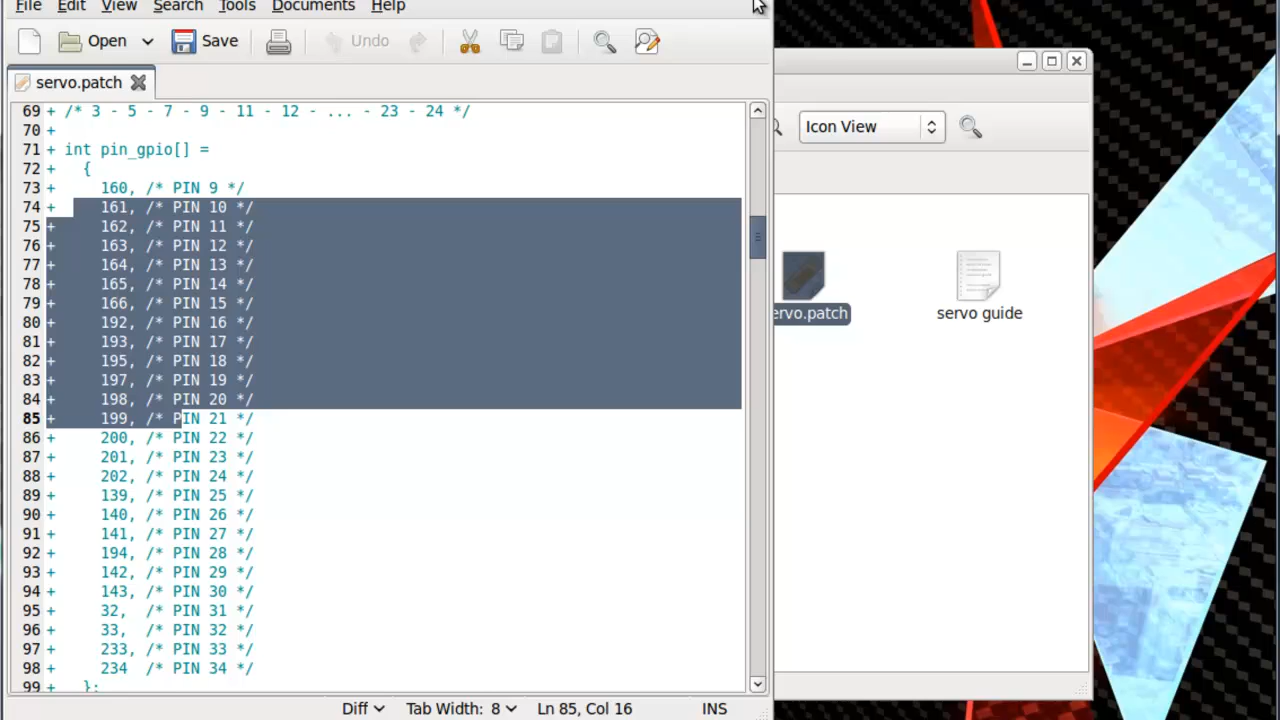 File Edit View Search Tools Documents Help
Open Save Undo
servo.patch
69 + /* 3 - 5 - 7 - 9 - 11 - 12 - ... - 23 - 24 */
70 +
71 + int pin_gpio[] =
72 +   {
73 +     160, /* PIN 9 */
74 +     161, /* PIN 10 */
75 +     162, /* PIN 11 */
76 +     163, /* PIN 12 */
77 +     164, /* PIN 13 */
78 +     165, /* PIN 14 */
79 +     166, /* PIN 15 */
80 +     192, /* PIN 16 */
81 +     193, /* PIN 17 */
82 +     195, /* PIN 18 */
83 +     197, /* PIN 19 */
84 +     198, /* PIN 20 */
85 +     199, /* PIN 21 */
86 +     200, /* PIN 22 */
87 +     201, /* PIN 23 */
88 +     202, /* PIN 24 */
89 +     139, /* PIN 25 */
90 +     140, /* PIN 26 */
91 +     141, /* PIN 27 */
92 +     194, /* PIN 28 */
93 +     142, /* PIN 29 */
94 +     143, /* PIN 30 */
95 +     32,  /* PIN 31 */
96 +     33,  /* PIN 32 */
97 +     233, /* PIN 33 */
98 +     234  /* PIN 34 */
99 +   };
Diff Tab Width: 8 Ln 85, Col 16 INS
Icon View
ervo.patch
servo guide